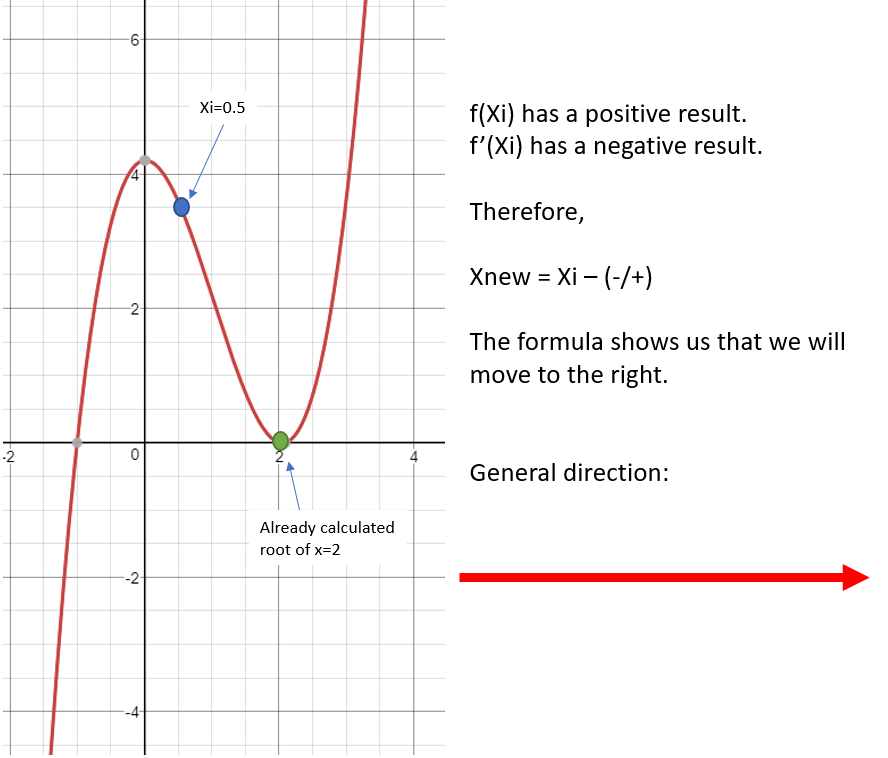 6
Xi=0.5
4
2
-2
0
2
4
Already calculated
root of x=2
-2
-4
f(Xi) has a positive result.
f’(Xi) has a negative result.
Therefore,
Xnew = Xi – (-/+)
The formula shows us that we will
move to the right.
General direction: